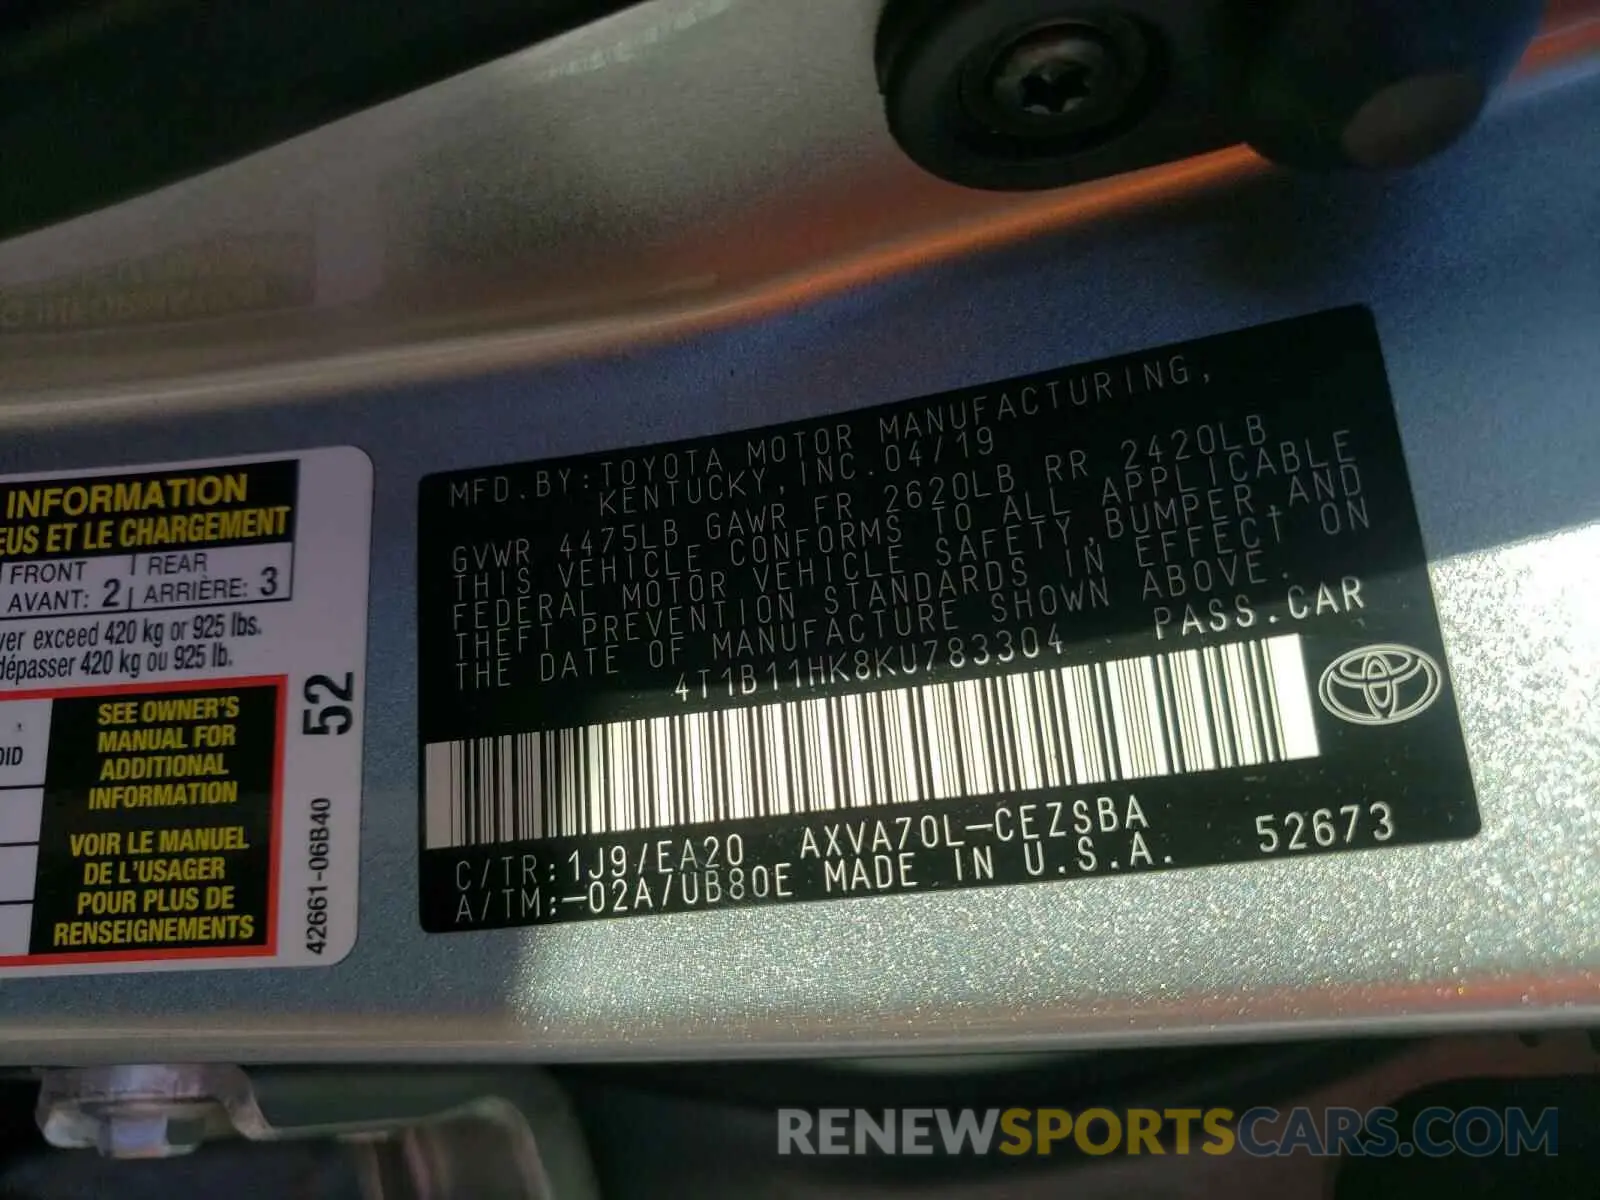 INFORMATION
EUS ET LE CHARGEMENT
FRONT REAR
AVANT: 2 ARRIÈRE: 3
ver exceed 420 kg or 925 lbs.
dépasser 420 kg ou 925 lb.
OID
SEE OWNER'S
MANUAL FOR
ADDITIONAL
INFORMATION
VOIR LE MANUEL
DE L'USAGER
POUR PLUS DE
RENSEIGNEMENTS
52
42661-06B40
MFD.BY:TOYOTA MOTOR MANUFACTURING,
KENTUCKY,INC.04/19
GVWR 4475LB GAWR FR 2620LB RR 2420LB
THIS VEHICLE CONFORMS TO ALL APPLICABLE
FEDERAL MOTOR VEHICLE SAFETY,BUMPER,AND
THEFT PREVENTION STANDARDS IN EFFECT ON
THE DATE OF MANUFACTURE SHOWN ABOVE.
4T1B11HK8KU783304 PASS.CAR
C/TR:1J9/EA20 AXVA70L-CEZSBA 52673
A/TM:-02A/UB80E MADE IN U.S.A.
RENEWSPORTSCARS.COM